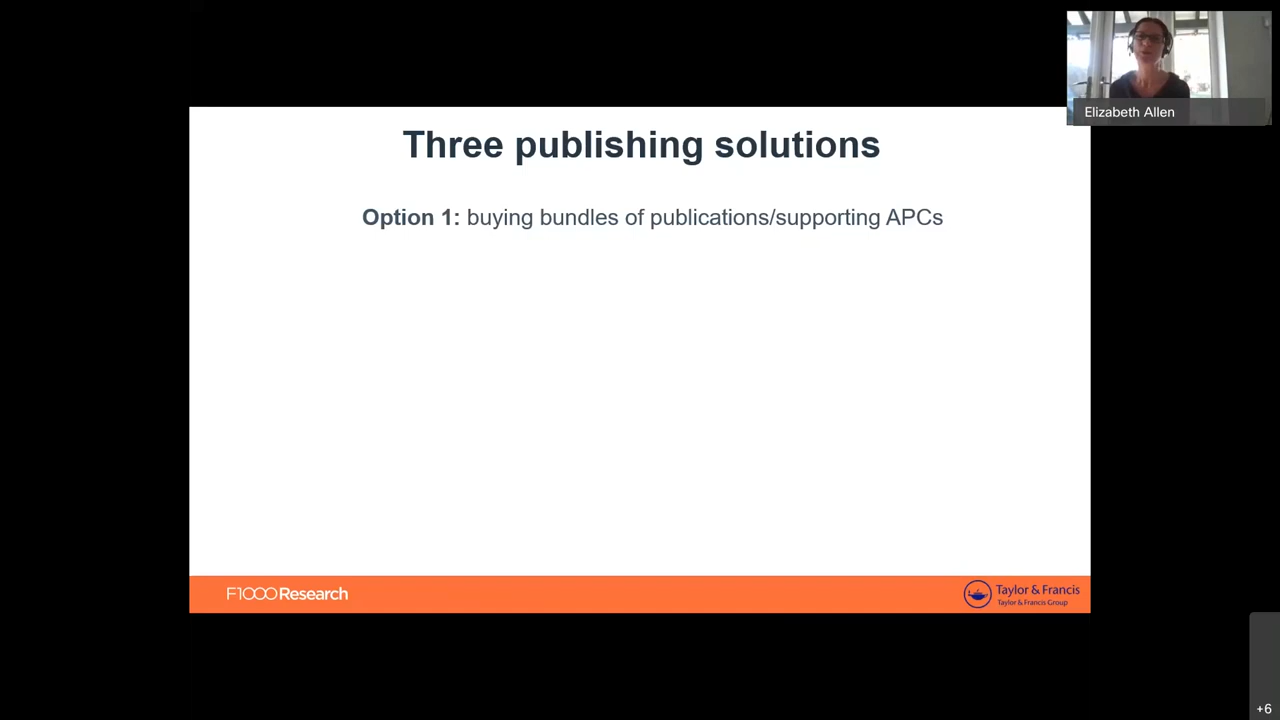 Elizabeth Allen
Three publishing solutions
Option 1: buying bundles of publications/supporting APCs
F1000Research
Taylor & Francis
Taylor & Francis Group
+6